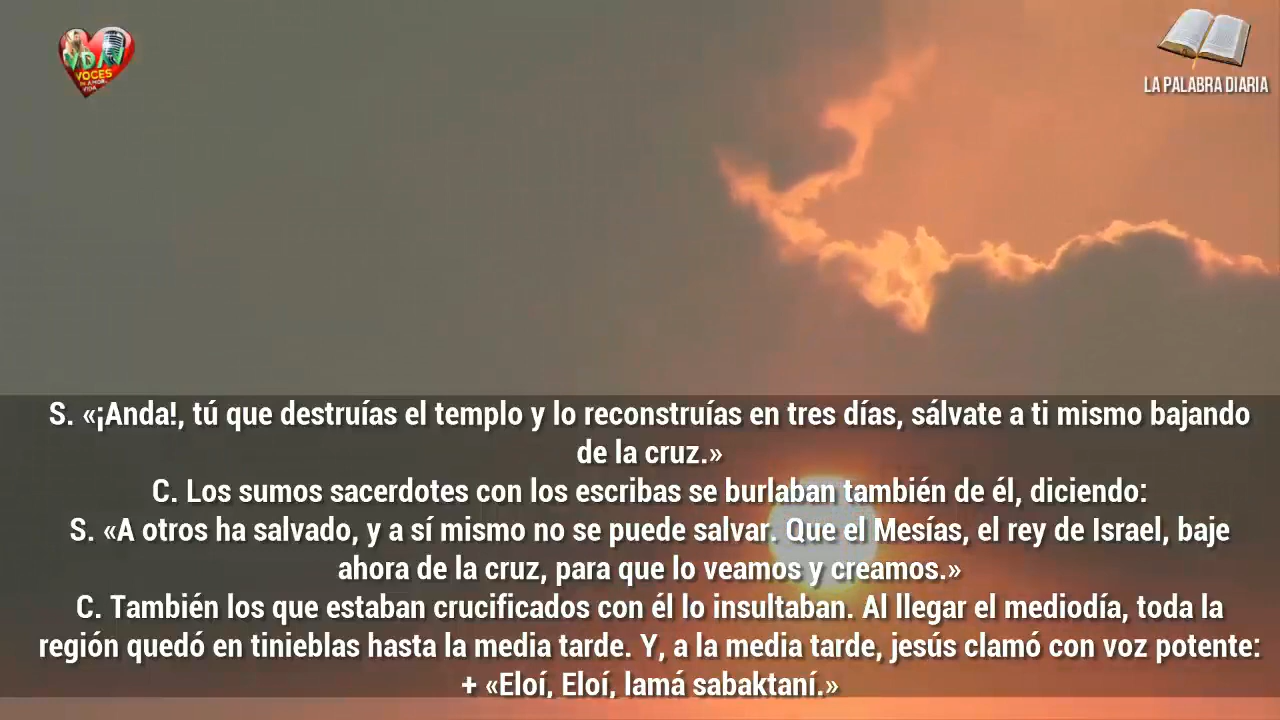 VDAV
VOCES
VIDA
LA PALABRA DIARIA
S. «¡Anda!, tú que destruías el templo y lo reconstruías en tres días, sálvate a ti mismo bajando
de la cruz.»
C. Los sumos sacerdotes con los escribas se burlaban también de él, diciendo:
S. «A otros ha salvado, y a sí mismo no se puede salvar. Que el Mesías, el rey de Israel, baje
ahora de la cruz, para que lo veamos y creamos.»
C. También los que estaban crucificados con él lo insultaban. Al llegar el mediodía, toda la
región quedó en tinieblas hasta la media tarde. Y, a la media tarde, jesús clamó con voz potente:
+ «Eloí, Eloí, lamá sabaktaní.»